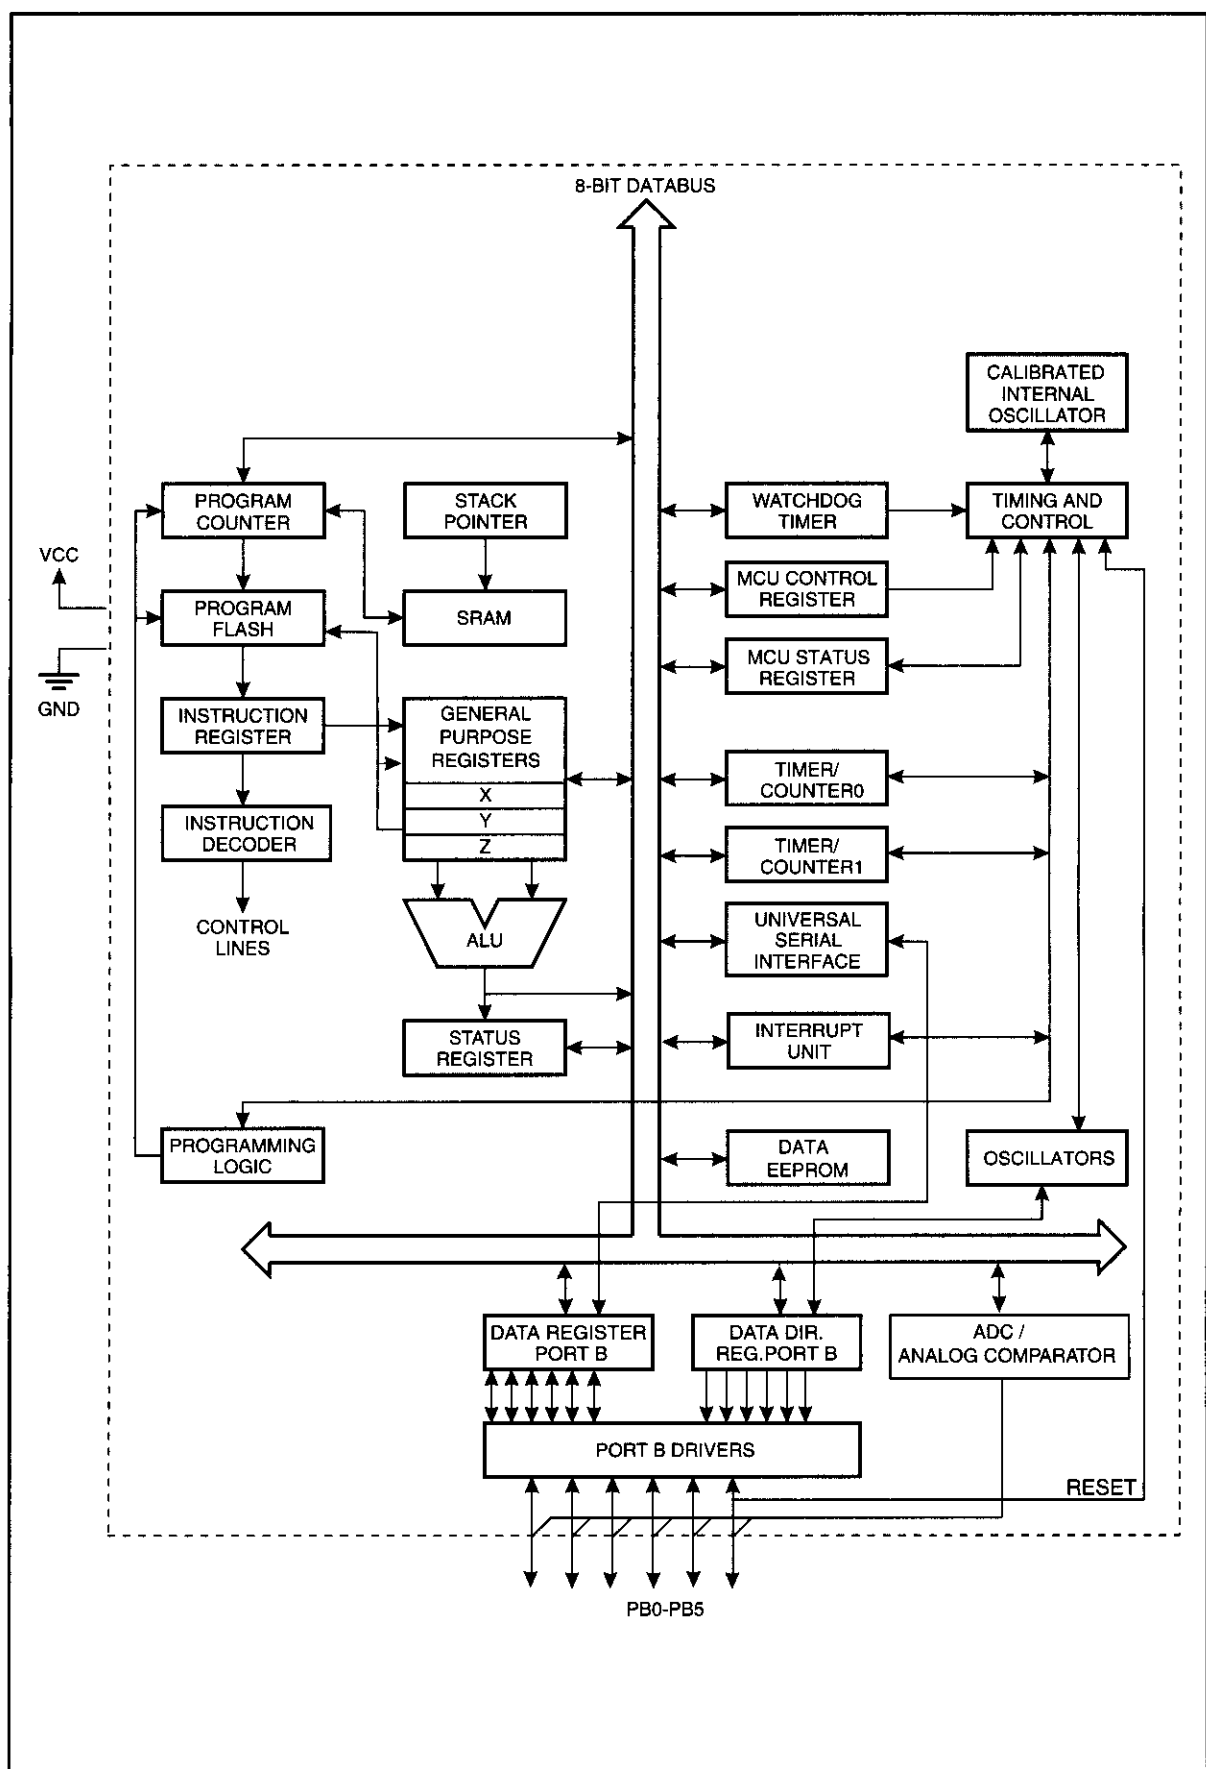 8-BIT DATABUS
CALIBRATED
INTERNAL
OSCILLATOR
PROGRAM
COUNTER
STACK
POINTER
WATCHDOG
TIMER
TIMING AND
CONTROL
VCC
PROGRAM
FLASH
SRAM
MCU CONTROL
REGISTER
MCU STATUS
REGISTER
GND
INSTRUCTION
REGISTER
GENERAL
PURPOSE
REGISTERS
X
Y
Z
TIMER/
COUNTER0
INSTRUCTION
DECODER
TIMER/
COUNTER1
CONTROL
LINES
ALU
UNIVERSAL
SERIAL
INTERFACE
STATUS
REGISTER
INTERRUPT
UNIT
PROGRAMMING
LOGIC
DATA
EEPROM
OSCILLATORS
DATA REGISTER
PORT B
DATA DIR.
REG.PORT B
ADC /
ANALOG COMPARATOR
PORT B DRIVERS
RESET
PB0-PB5